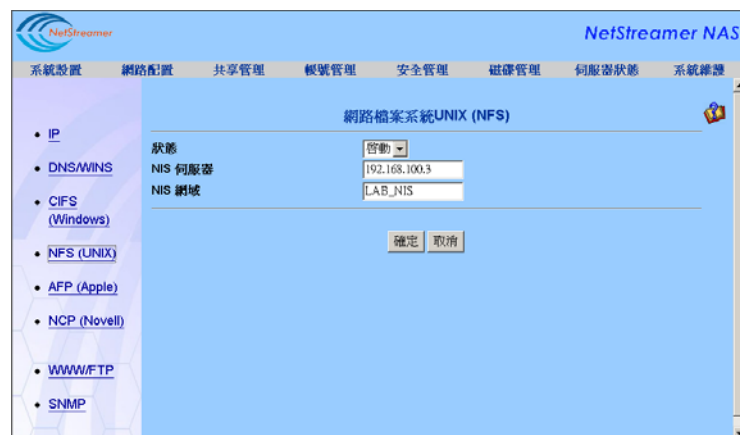 NetStreamer
NetStreamer NAS
系統設置 網路配置 共享管理 帳號管理 安全管理 磁碟管理 伺服器狀態 系統維護
網路檔案系統UNIX (NFS)
IP
DNS/WINS
CIFS
(Windows)
NFS (UNIX)
AFP (Apple)
NCP (Novell)
WWW/FTP
SNMP
狀態 啓動
NIS 伺服器 192.168.100.3
NIS 網域 LAB_NIS
確定 取消